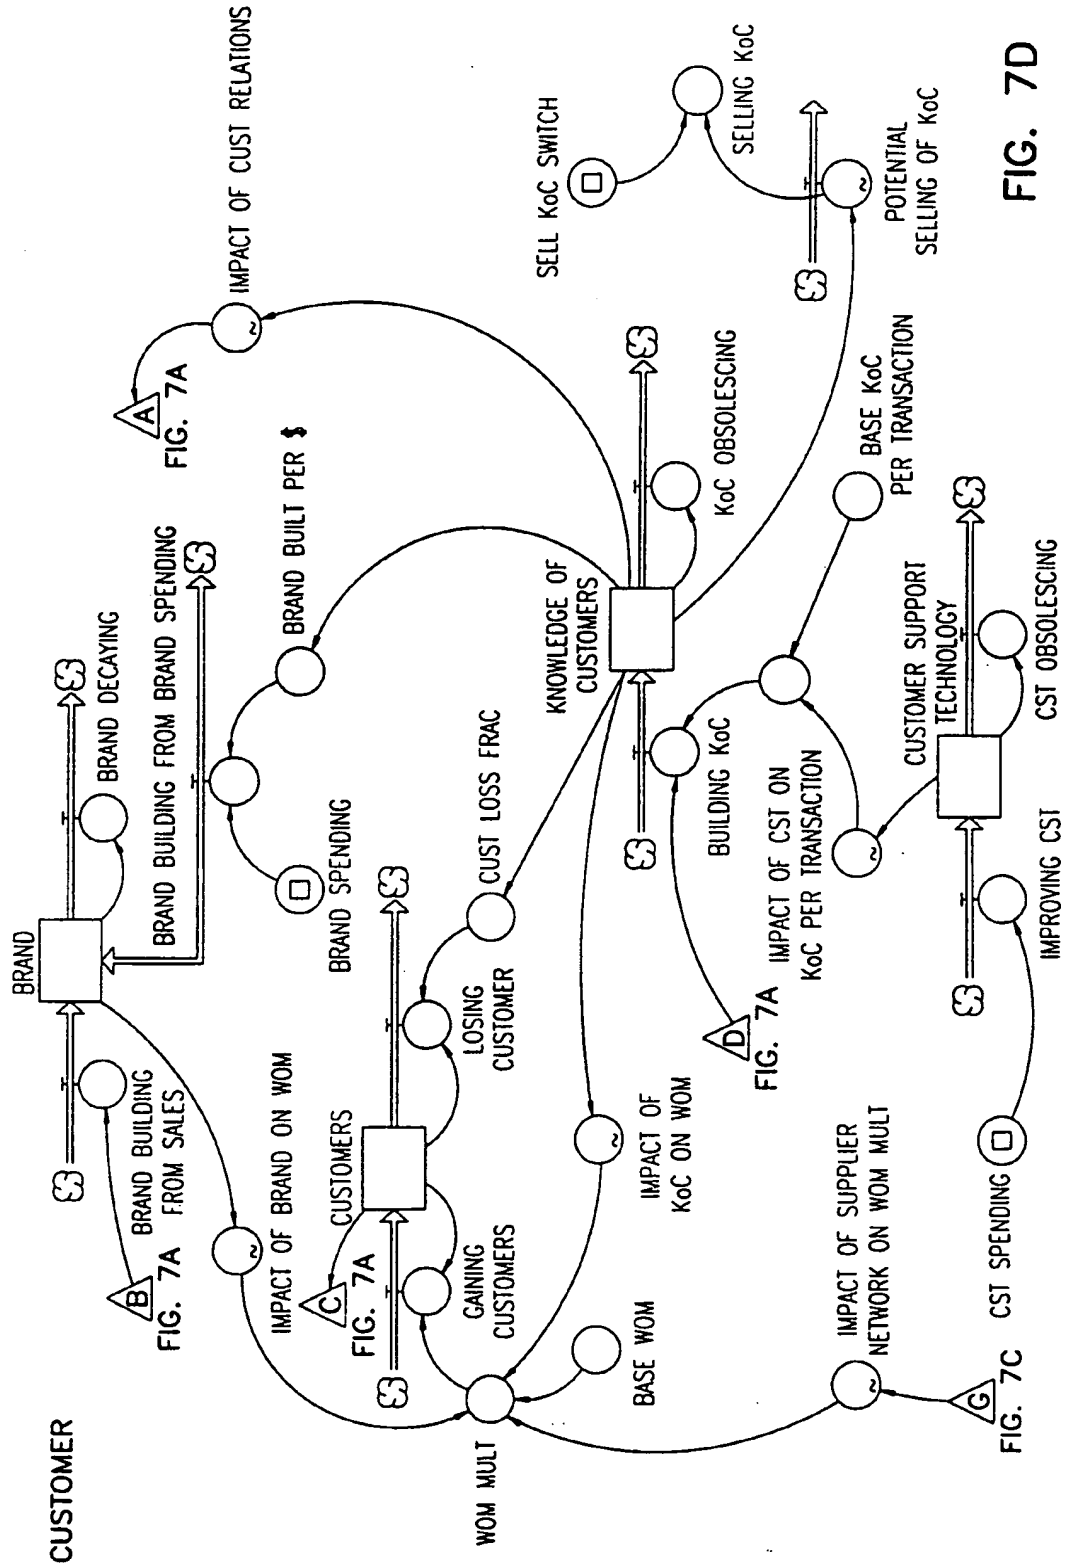 CUSTOMER
BRAND
BRAND DECAYING
BRAND BUILDING
FROM SALES
BRAND BUILDING FROM BRAND SPENDING
B
FIG. 7A
A
FIG. 7A
IMPACT OF CUST RELATIONS
IMPACT OF BRAND ON WOM
BRAND SPENDING
BRAND BUILT PER $
CUSTOMERS
C
FIG. 7A
GAINING
CUSTOMERS
LOSING
CUSTOMER
CUST LOSS FRAC
WOM MULT
BASE WOM
IMPACT OF
KoC ON WOM
KNOWLEDGE OF
CUSTOMERS
KoC OBSOLESCING
BUILDING KoC
SELL KoC SWITCH
SELLING KoC
POTENTIAL
SELLING OF KoC
D
FIG. 7A
IMPACT OF CST ON
KoC PER TRANSACTION
BASE KoC
PER TRANSACTION
IMPACT OF SUPPLIER
NETWORK ON WOM MULT
G
FIG. 7C
CST SPENDING
IMPROVING CST
CUSTOMER SUPPORT
TECHNOLOGY
CST OBSOLESCING
FIG. 7D